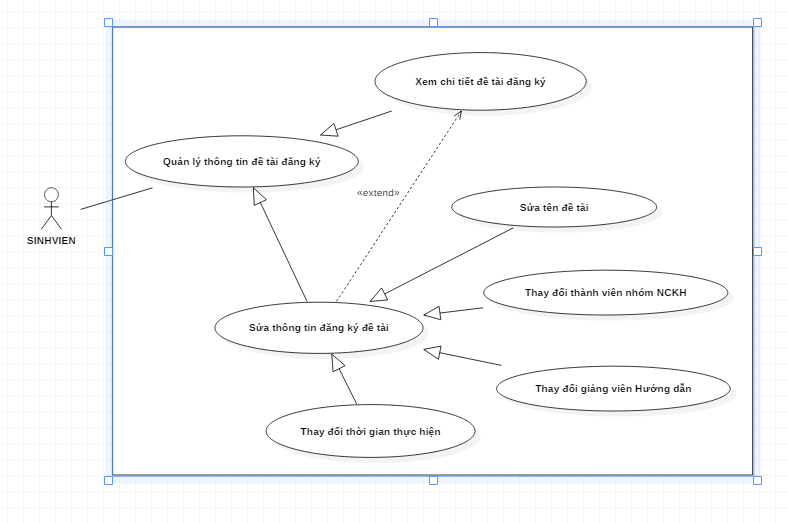 Xem chi tiết đề tài đăng ký
Quản lý thông tin đề tài đăng ký
«extend»
Sửa tên đề tài
SINHVIEN
Thay đổi thành viên nhóm NCKH
Sửa thông tin đăng ký đề tài
Thay đổi giảng viên Hướng dẫn
Thay đổi thời gian thực hiện